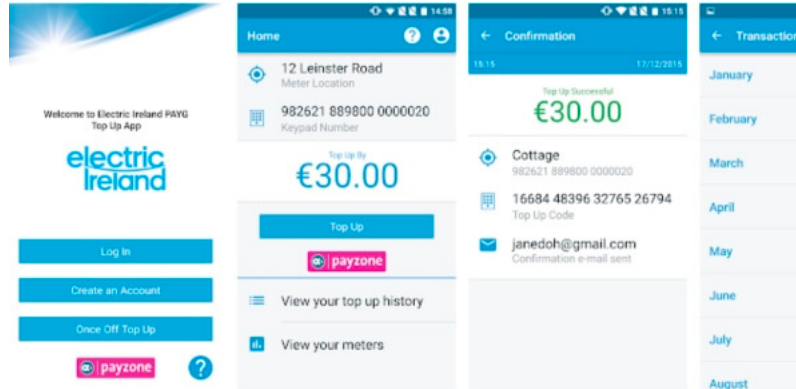 Welcome to Electric Ireland PAYG
Top Up App
electric
Ireland
Log In
Create an Account
Once Off Top Up
payzone
?
14:58
Home
?
12 Leinster Road
Meter Location
982621 889800 0000020
Keypad Number
Top Up By
€30.00
Top Up
payzone
View your top up history
View your meters
15:15
Confirmation
15:15 17/12/2015
Top Up Successful
€30.00
Cottage
982621 889800 0000020
16684 48396 32765 26794
Top Up Code
janedoh@gmail.com
Confirmation e-mail sent
Transaction
January
February
March
April
May
June
July
August